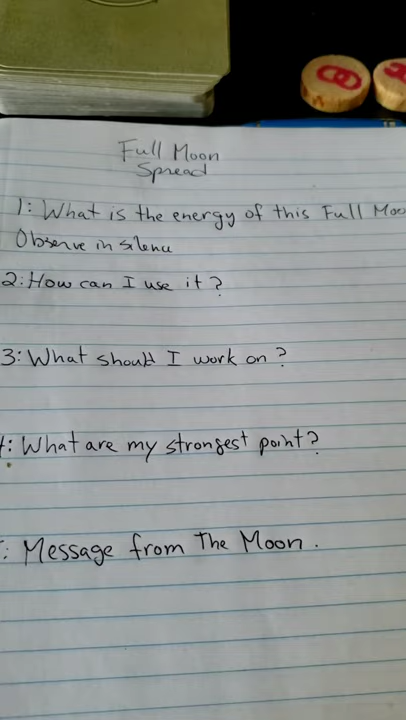 Full Moon
Spread
1: What is the energy of this Full Moo
Observe in silence
2: How can I use it?
3: What should I work on?
: What are my strongest point?
: Message from The Moon.